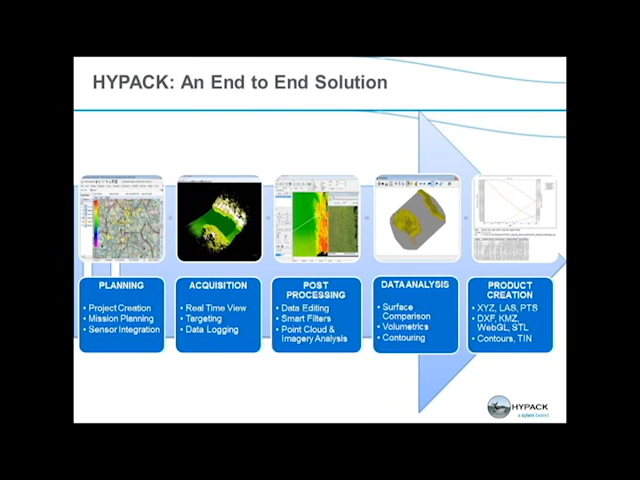 HYPACK: An End to End Solution
PLANNING
• Project Creation
• Mission Planning
• Sensor Integration
ACQUISITION
• Real Time View
• Targeting
• Data Logging
POST
PROCESSING
• Data Editing
• Smart Filters
• Point Cloud &
Imagery Analysis
DATA ANALYSIS
• Surface
Comparison
• Volumetrics
• Contouring
PRODUCT
CREATION
• XYZ, LAS, PTS
• DXF, KMZ,
WebGL, STL
• Contours, TIN
HYPACK
a xylem brand